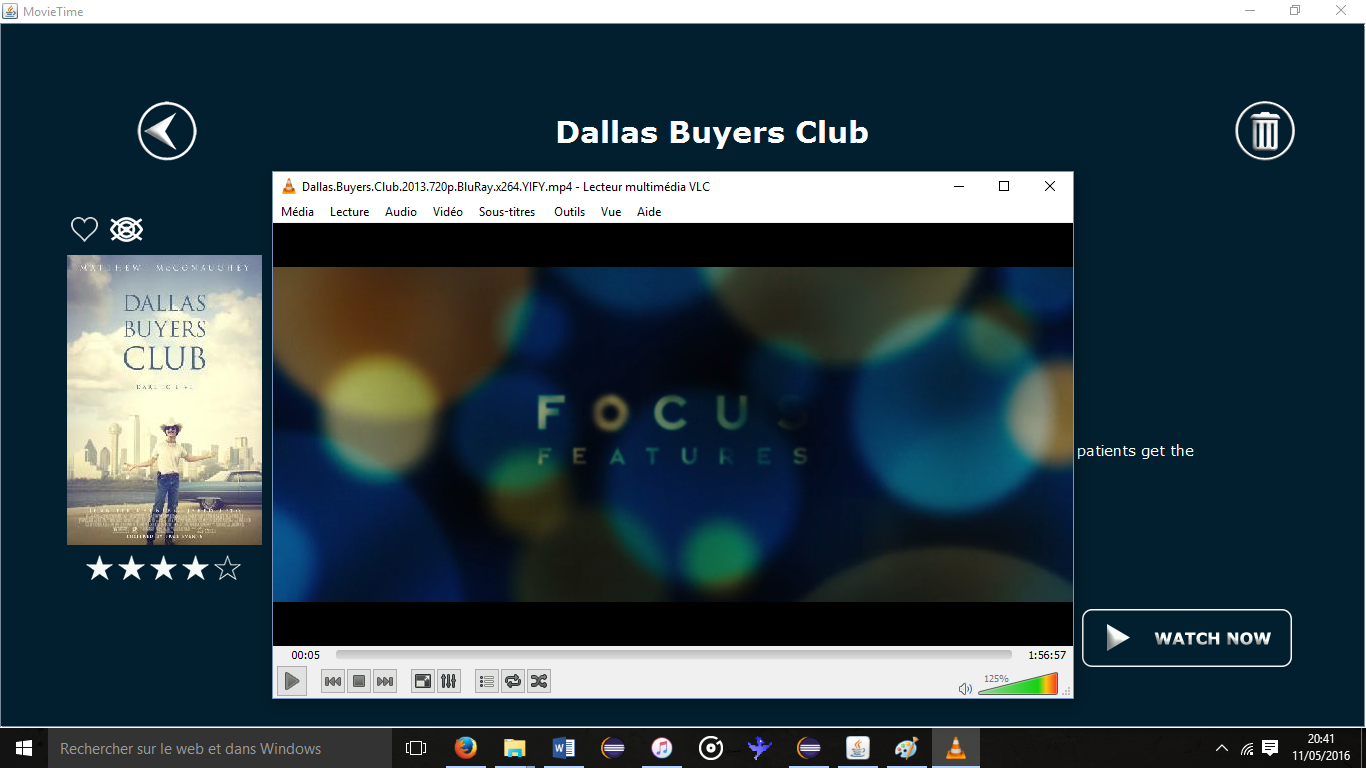 MovieTime
Dallas Buyers Club
Dallas.Buyers.Club.2013.720p.BluRay.x264.YIFY.mp4 - Lecteur multimédia VLC
Média Lecture Audio Vidéo Sous-titres Outils Vue Aide
MATTHEW McCONAUGHEY
DALLAS
BUYERS
CLUB
FOCUS
FEATURES
patients get the
WATCH NOW
00:05 1:56:57
125%
Rechercher sur le web et dans Windows
20:41
11/05/2016